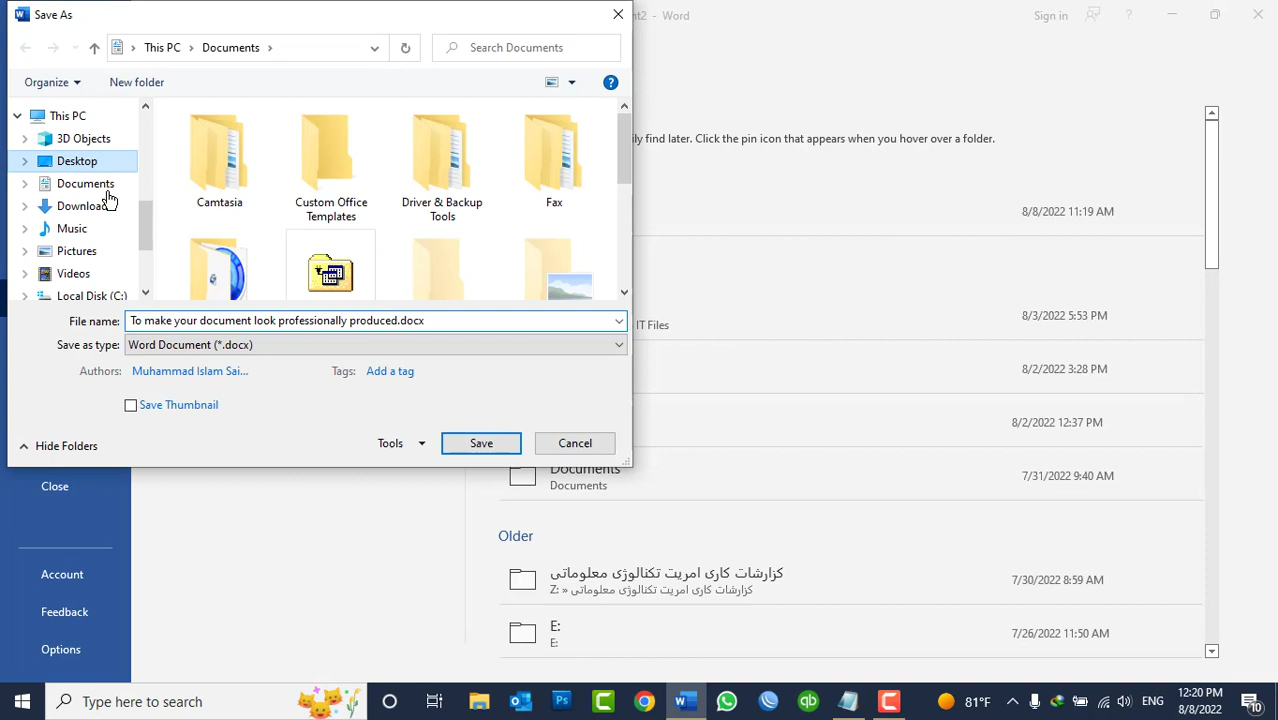 Save As
nt2 - Word
Sign in
?
This PC
Documents
Search Documents
Organize
New folder
?
This PC
3D Objects
Desktop
Documents
Music
Pictures
Videos
Local Disk (C:)
Camtasia
Custom Office
Templates
Driver & Backup
Tools
Fax
File name:
To make your document look professionally produced.docx
Save as type:
Word Document (*.docx)
Authors:
Muhammad Islam Sai...
Tags:
Add a tag
Save Thumbnail
Hide Folders
Tools
Save
Cancel
ily find later. Click the pin icon that appears when you hover over a folder.
8/8/2022 11:19 AM
IT Files
8/3/2022 5:53 PM
8/2/2022 3:28 PM
8/2/2022 12:37 PM
Documents
Documents
7/31/2022 9:40 AM
Older
کزارشات کاری امریت تکنالوژی معلوماتی
Z: » کزارشات کاری امریت تکنالوژی معلوماتی
7/30/2022 8:59 AM
E:
E:
7/26/2022 11:50 AM
Close
Account
Feedback
Options
Type here to search
Ps
qb
81°F
ENG
12:20 PM
8/8/2022
10